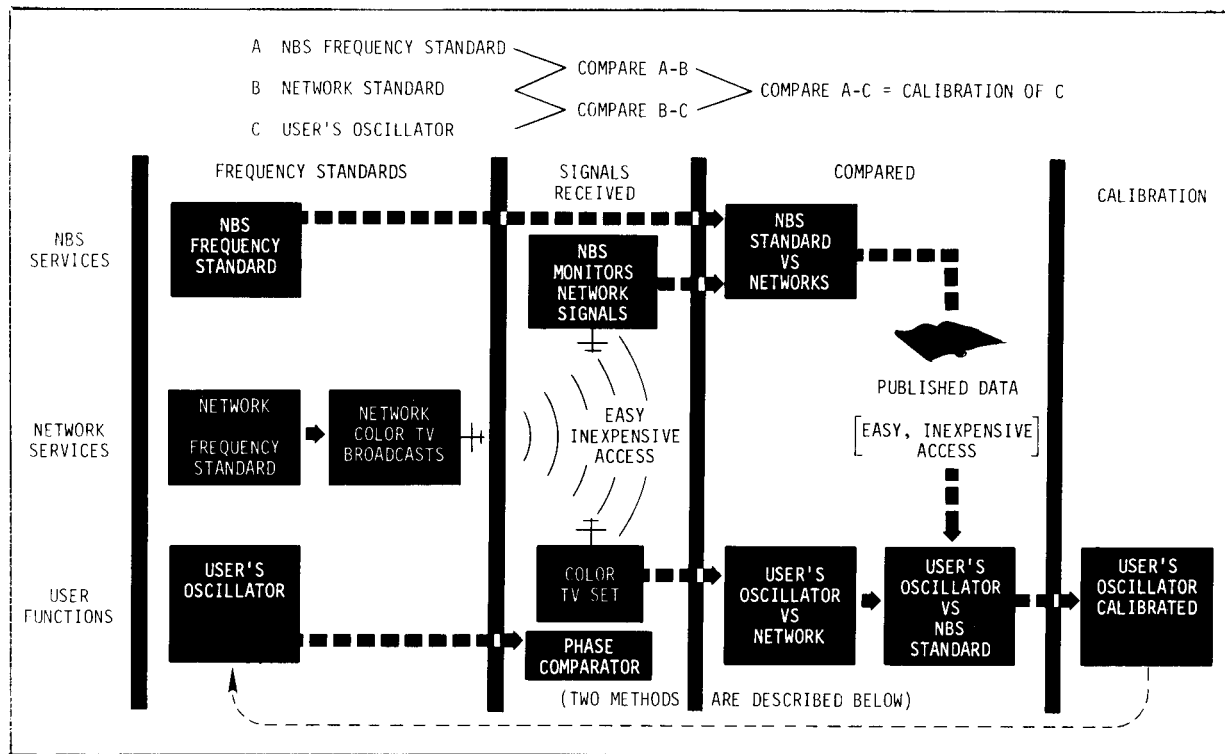 A NBS FREQUENCY STANDARD
B NETWORK STANDARD
C USER'S OSCILLATOR
COMPARE A-B
COMPARE B-C
COMPARE A-C = CALIBRATION OF C
FREQUENCY STANDARDS
SIGNALS
RECEIVED
COMPARED
CALIBRATION
NBS
SERVICES
NBS
FREQUENCY
STANDARD
NBS
MONITORS
NETWORK
SIGNALS
NBS
STANDARD
VS
NETWORKS
PUBLISHED DATA
[EASY, INEXPENSIVE
ACCESS]
NETWORK
SERVICES
NETWORK
FREQUENCY
STANDARD
NETWORK
COLOR TV
BROADCASTS
EASY
INEXPENSIVE
ACCESS
USER
FUNCTIONS
USER'S
OSCILLATOR
COLOR
TV SET
PHASE
COMPARATOR
USER'S
OSCILLATOR
VS
NETWORK
USER'S
OSCILLATOR
VS
NBS
STANDARD
USER'S
OSCILLATOR
CALIBRATED
(TWO METHODS ARE DESCRIBED BELOW)